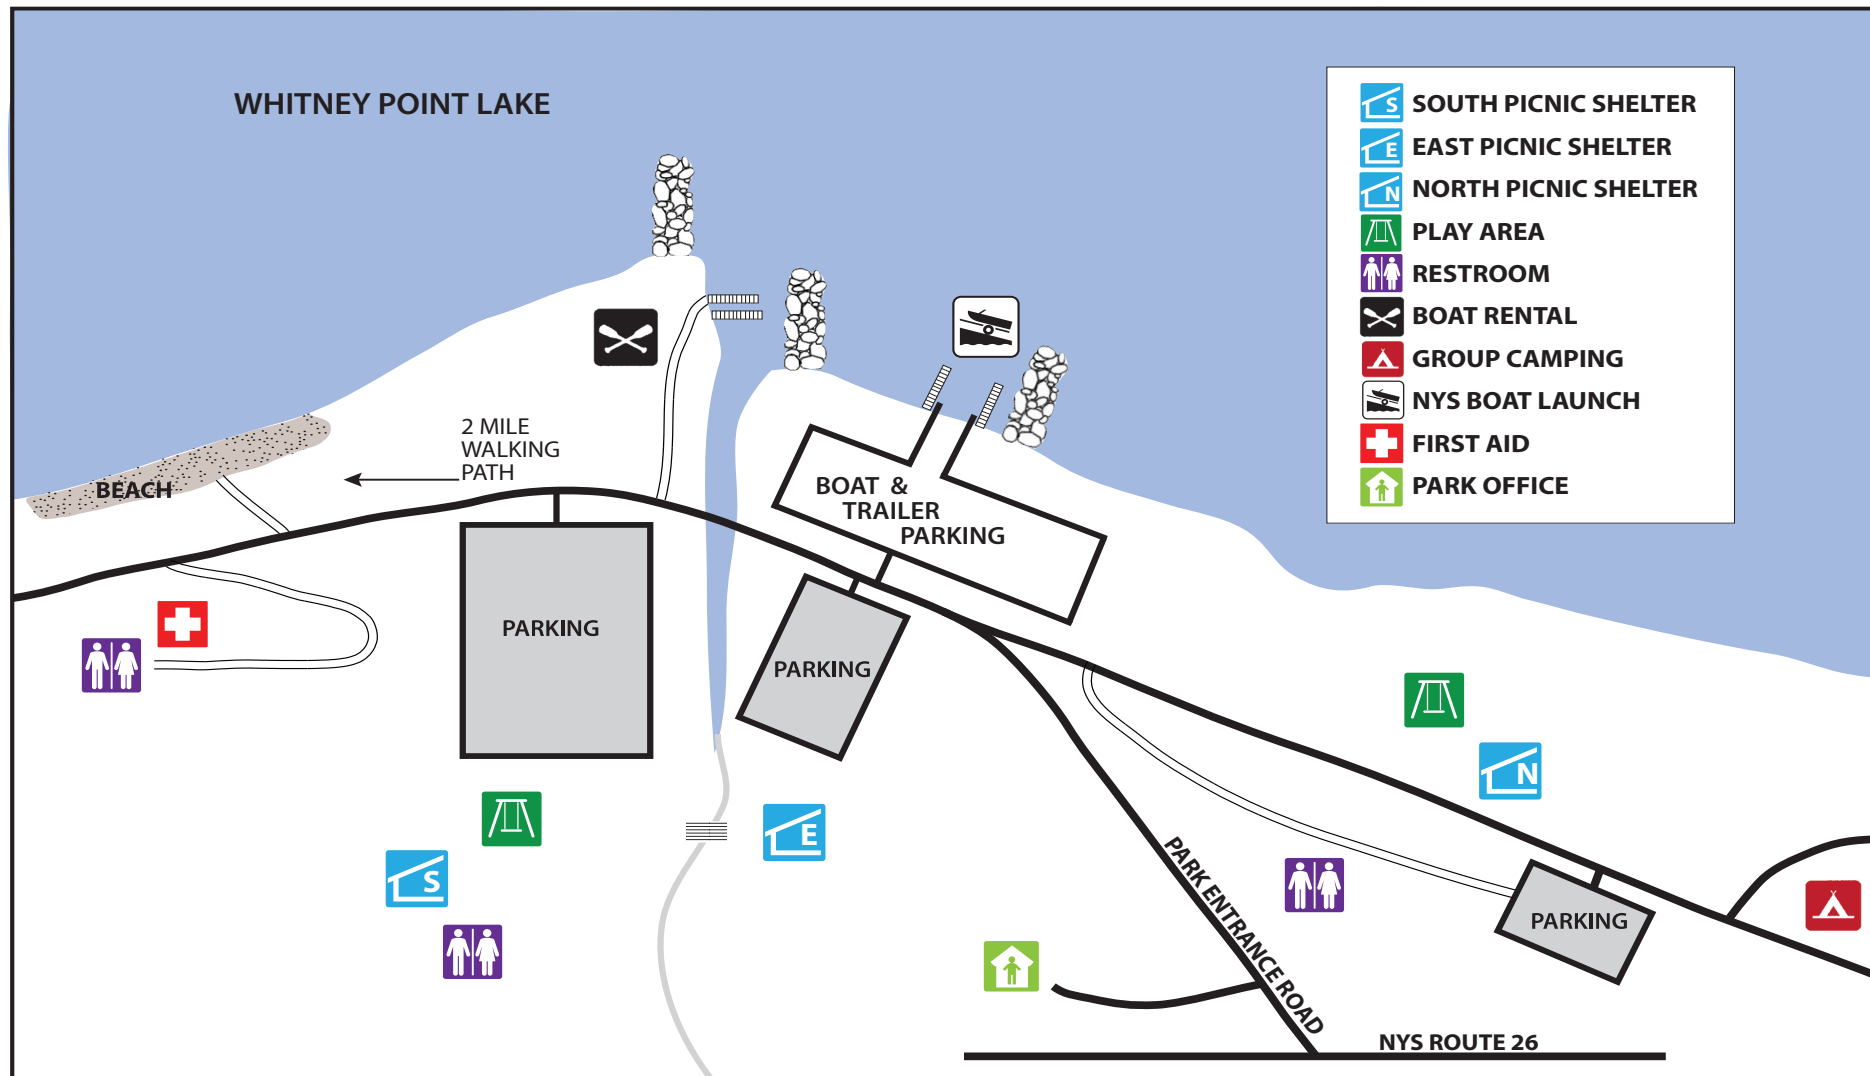 WHITNEY POINT LAKE
S SOUTH PICNIC SHELTER
E EAST PICNIC SHELTER
N NORTH PICNIC SHELTER
PLAY AREA
RESTROOM
BOAT RENTAL
GROUP CAMPING
NYS BOAT LAUNCH
FIRST AID
PARK OFFICE
2 MILE
WALKING
PATH
BEACH
BOAT &
TRAILER
PARKING
PARKING
PARKING
N
E
S
PARK ENTRANCE ROAD
PARKING
NYS ROUTE 26